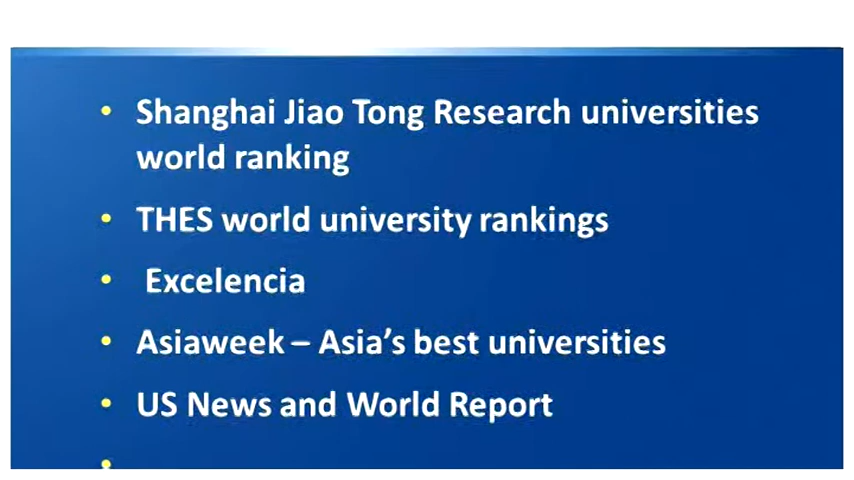 • Shanghai Jiao Tong Research universities
world ranking
• THES world university rankings
• Excelencia
• Asiaweek – Asia's best universities
• US News and World Report
•